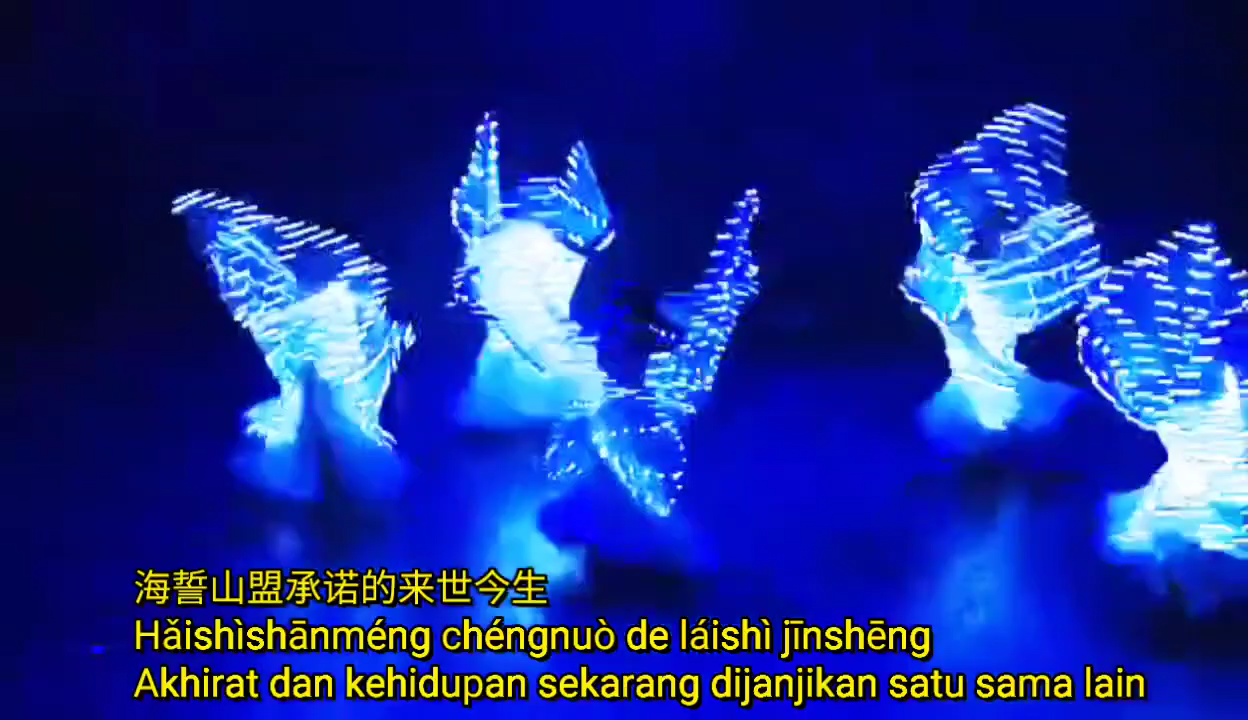 海誓山盟承诺的来世今生
Hǎishìshānméng chéngnuò de láishì jīnshēng
Akhirat dan kehidupan sekarang dijanjikan satu sama lain